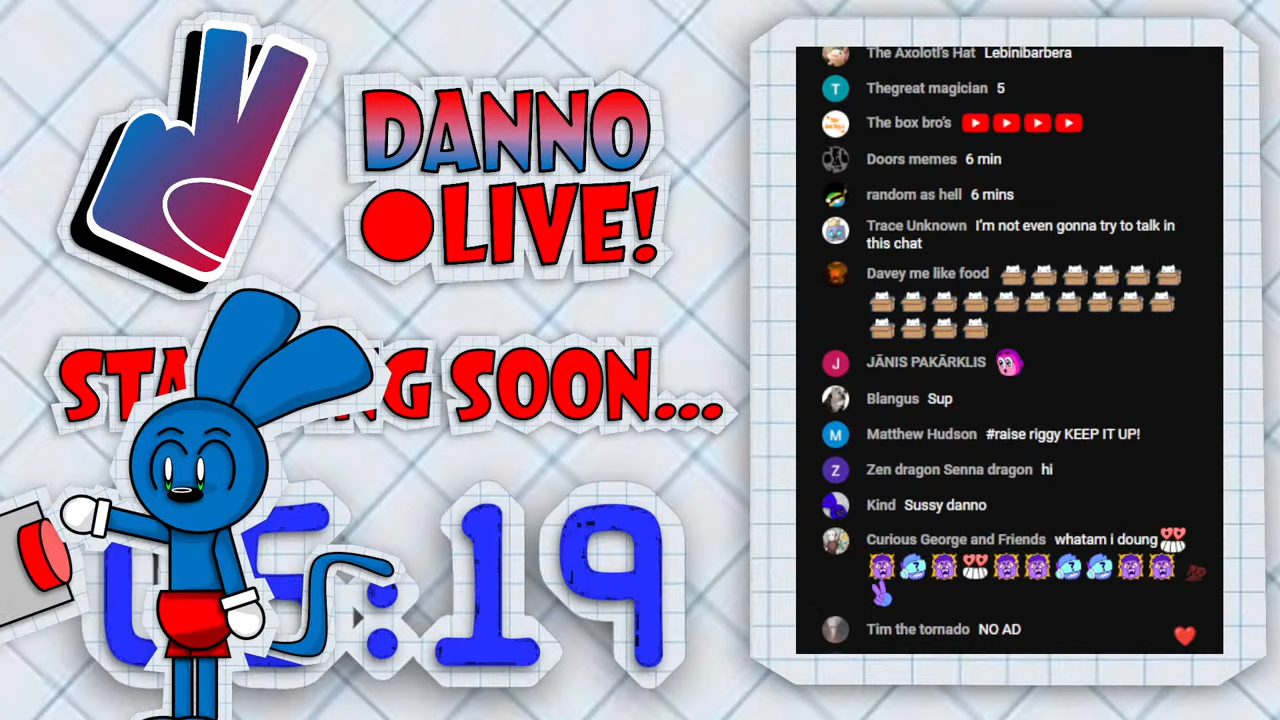 DANNO
LIVE!
STA NG SOON...
:19
The Axolotl's Hat Lebinibarbera
T Thegreat magician 5
The box bro's
Doors memes 6 min
random as hell 6 mins
Trace Unknown I'm not even gonna try to talk in
this chat
Davey me like food
J JĀNIS PAKĀRKLIS
Blangus Sup
M Matthew Hudson #raise riggy KEEP IT UP!
Z Zen dragon Senna dragon hi
Kind Sussy danno
Curious George and Friends whatam i doung
Tim the tornado NO AD